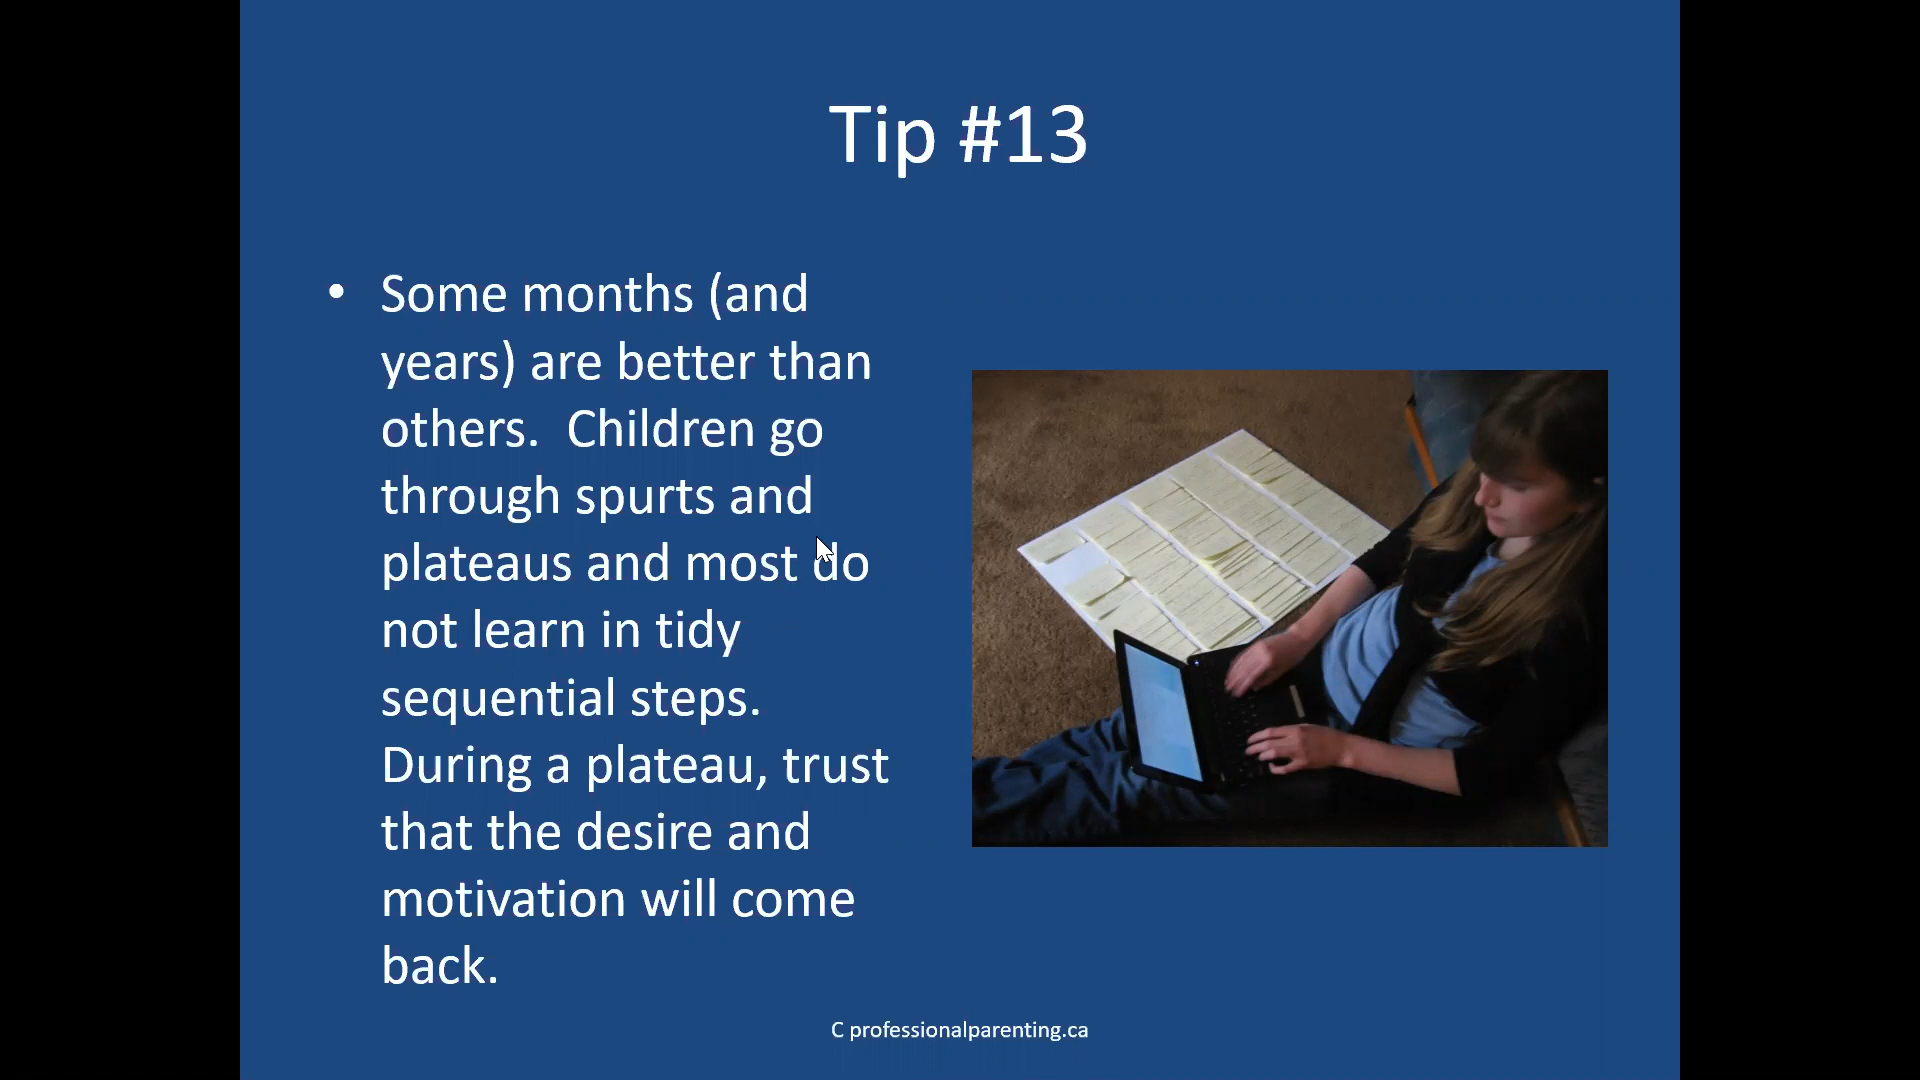 Tip #13
• Some months (and
years) are better than
others.  Children go
through spurts and
plateaus and most do
not learn in tidy
sequential steps.
During a plateau, trust
that the desire and
motivation will come
back.
C professionalparenting.ca